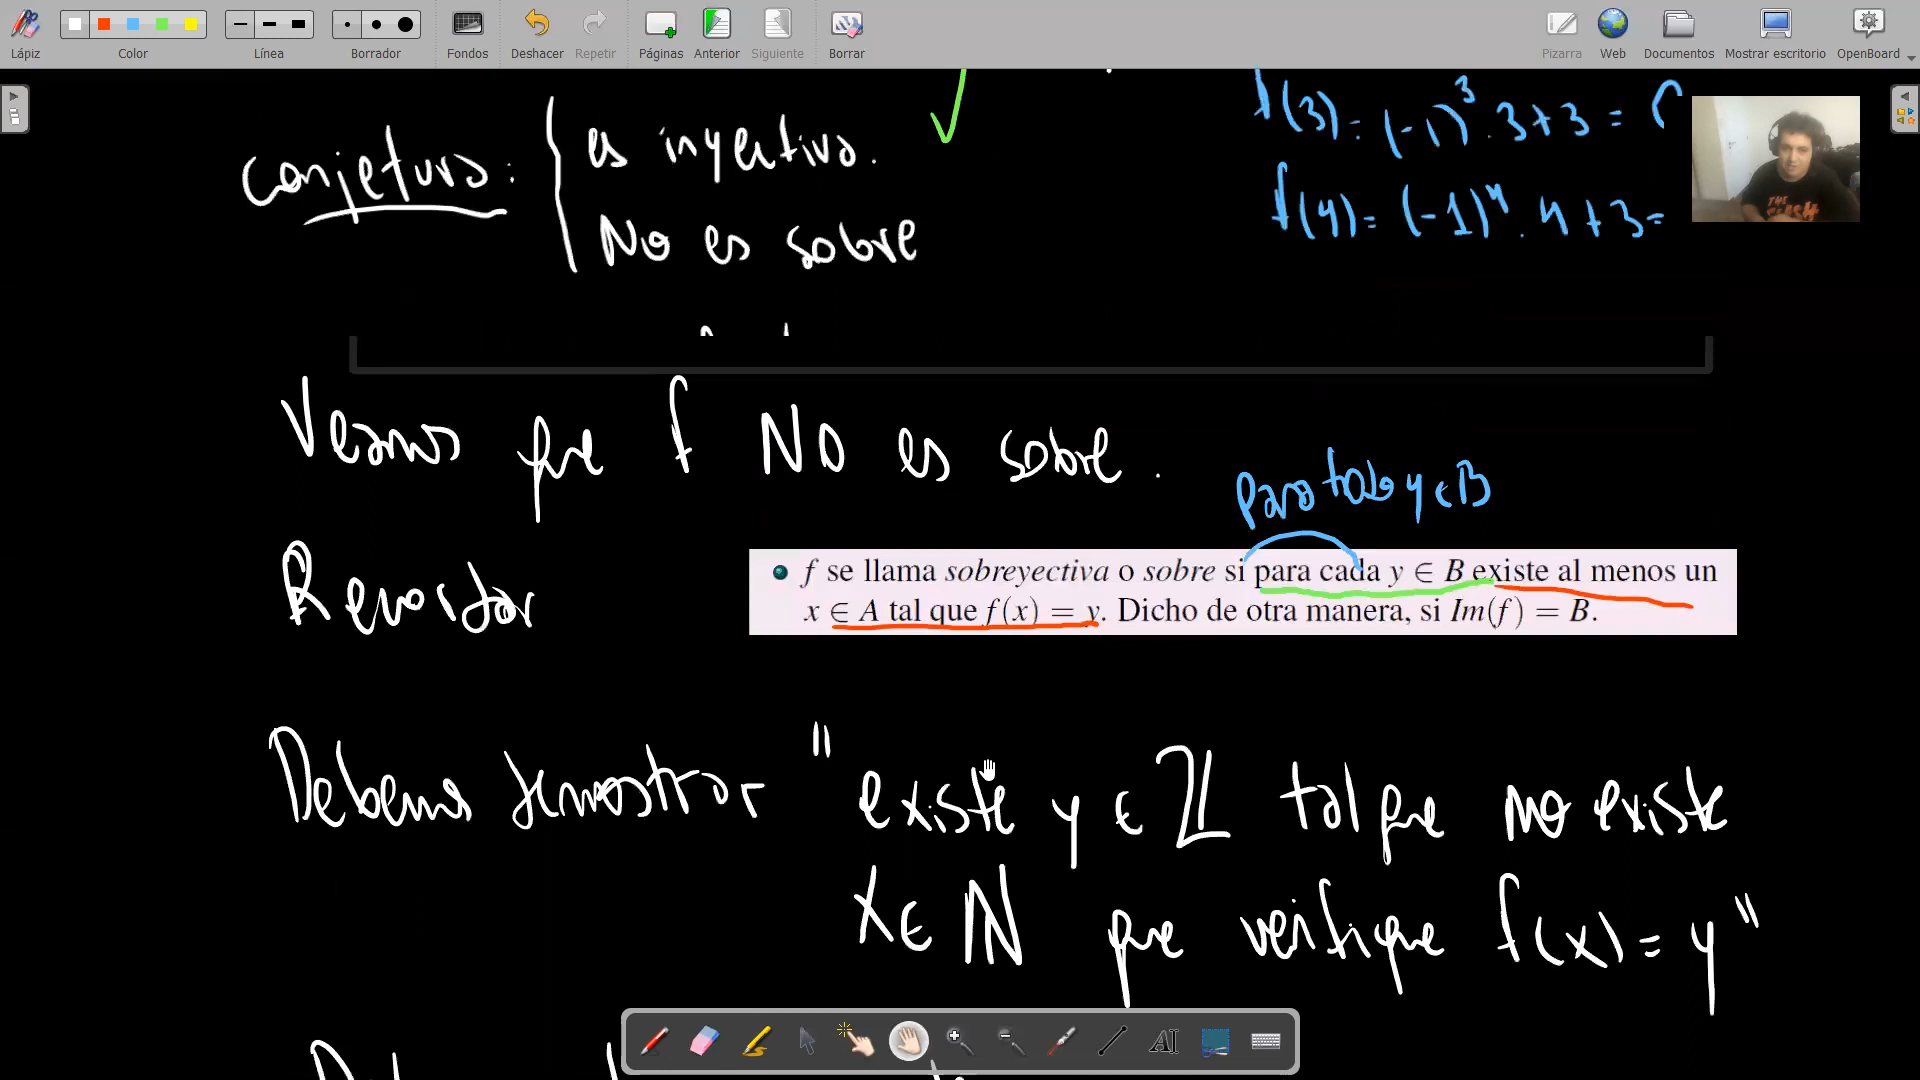 Lápiz Color Línea Borrador Fondos Deshacer Repetir Páginas Anterior Siguiente Borrar Pizarra Web Documentos Mostrar escritorio OpenBoard
f(3) = (-1)^3 . 3 + 3 =
conjetura: es inyectiva.
f(4) = (-1)^4 . 4 + 3 =
No es sobre
Veamos que f NO es sobre.
para todo y ∈ B
Recordar
• f se llama sobreyectiva o sobre si para cada y ∈ B existe al menos un
x ∈ A tal que f(x) = y. Dicho de otra manera, si Im(f) = B.
Debemos demostrar " existe y ∈ ℤ tal que no existe
x ∈ ℕ que verifique f(x) = y "